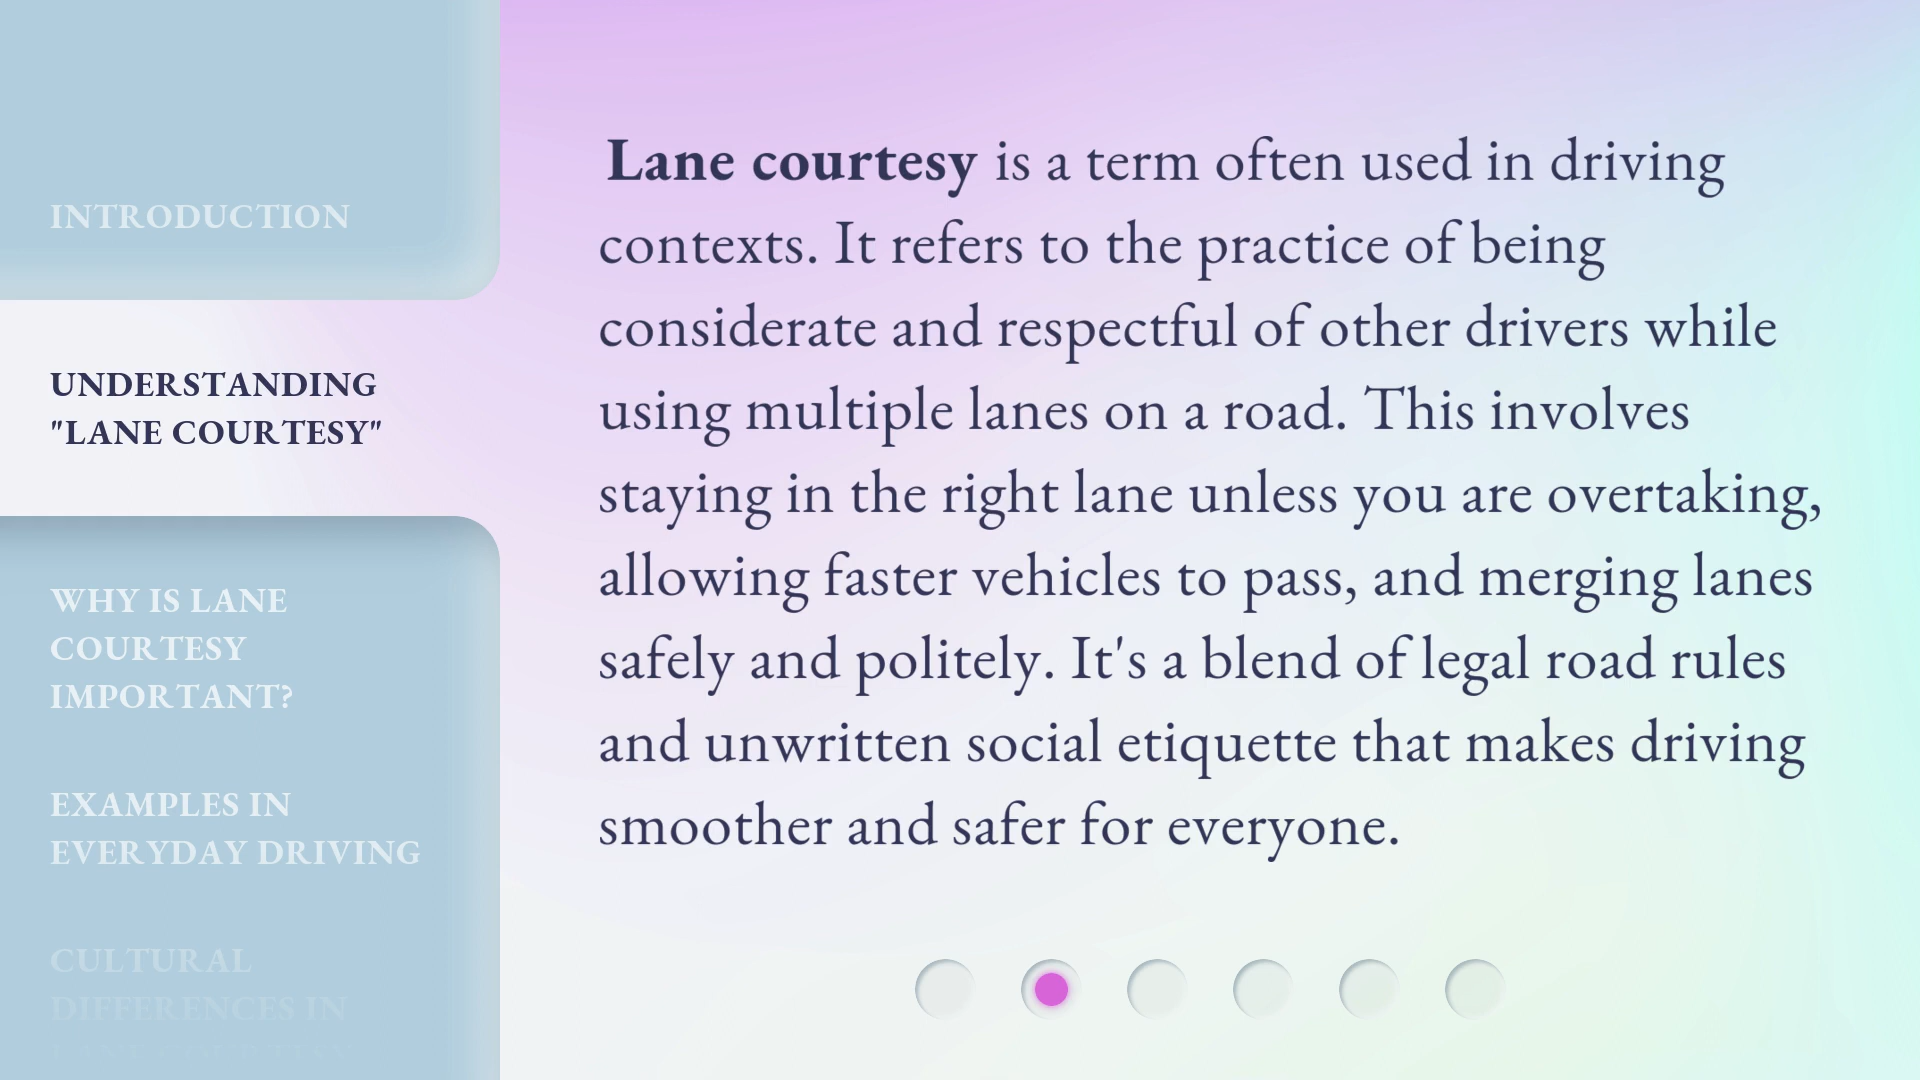 INTRODUCTION
UNDERSTANDING
"LANE COURTESY"
WHY IS LANE
COURTESY
IMPORTANT?
EXAMPLES IN
EVERYDAY DRIVING
CULTURAL
DIFFERENCES IN
LANE COURTESY
Lane courtesy is a term often used in driving
contexts. It refers to the practice of being
considerate and respectful of other drivers while
using multiple lanes on a road. This involves
staying in the right lane unless you are overtaking,
allowing faster vehicles to pass, and merging lanes
safely and politely. It's a blend of legal road rules
and unwritten social etiquette that makes driving
smoother and safer for everyone.